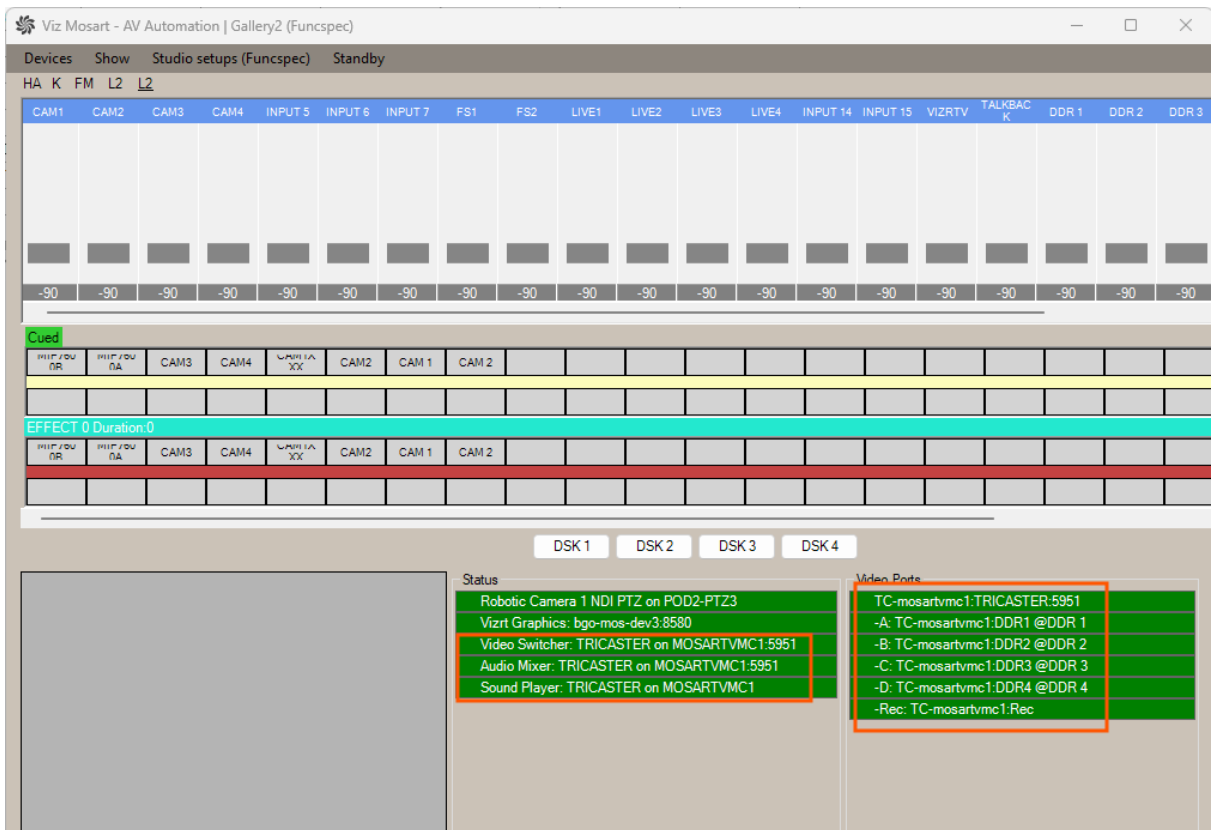 Viz Mosart - AV Automation | Gallery2 (Funcspec)
Devices Show Studio setups (Funcspec) Standby
HA K FM L2 L2
CAM1 CAM2 CAM3 CAM4 INPUT 5 INPUT 6 INPUT 7 FS1 FS2 LIVE1 LIVE2 LIVE3 LIVE4 INPUT 14 INPUT 15 VIZRTV TALKBAC DDR 1 DDR 2 DDR 3
K
-90 -90 -90 -90 -90 -90 -90 -90 -90 -90 -90 -90 -90 -90 -90 -90 -90 -90 -90 -90
Cued
CAM3 CAM4 CAM2 CAM 1 CAM 2
0B 0A XX
EFFECT 0 Duration:0
CAM3 CAM4 CAM2 CAM 1 CAM 2
0B 0A XX
DSK 1 DSK 2 DSK 3 DSK 4
Status
Robotic Camera 1 NDI PTZ on POD2-PTZ3
Vizrt Graphics: bgo-mos-dev3:8580
Video Switcher: TRICASTER on MOSARTVMC1:5951
Audio Mixer: TRICASTER on MOSARTVMC1:5951
Sound Player: TRICASTER on MOSARTVMC1
Video Ports
TC-mosartvmc1:TRICASTER:5951
-A: TC-mosartvmc1:DDR1 @DDR 1
-B: TC-mosartvmc1:DDR2 @DDR 2
-C: TC-mosartvmc1:DDR3 @DDR 3
-D: TC-mosartvmc1:DDR4 @DDR 4
-Rec: TC-mosartvmc1:Rec